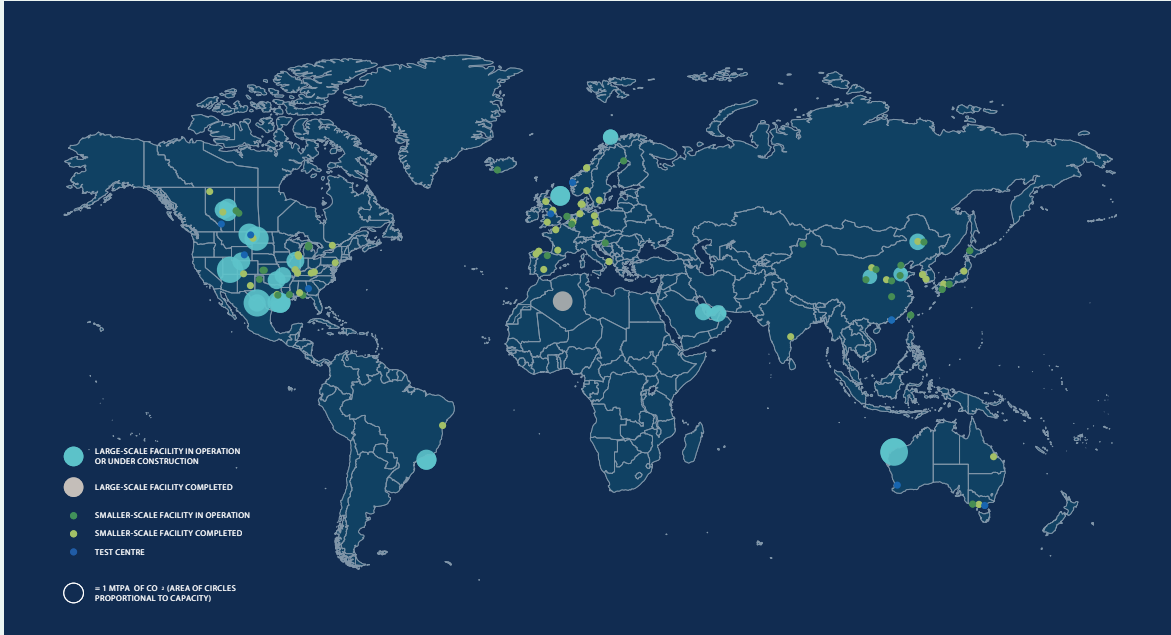 LARGE-SCALE FACILITY IN OPERATION
OR UNDER CONSTRUCTION
LARGE-SCALE FACILITY COMPLETED
SMALLER-SCALE FACILITY IN OPERATION
SMALLER-SCALE FACILITY COMPLETED
TEST CENTRE
= 1 MTPA OF CO ₂ (AREA OF CIRCLES
PROPORTIONAL TO CAPACITY)